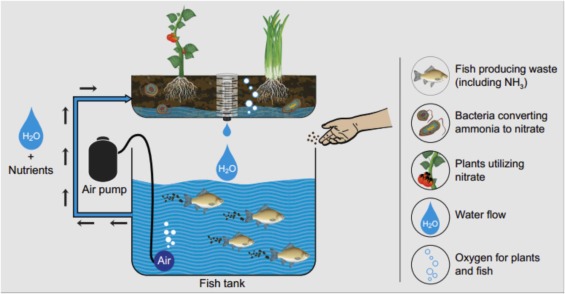 H₂O
+
Nutrients
Air pump
H₂O
Air
Fish tank
Fish producing waste
(including NH₃)
Bacteria converting
ammonia to nitrate
Plants utilizing
nitrate
H₂O
Water flow
Oxygen for plants
and fish